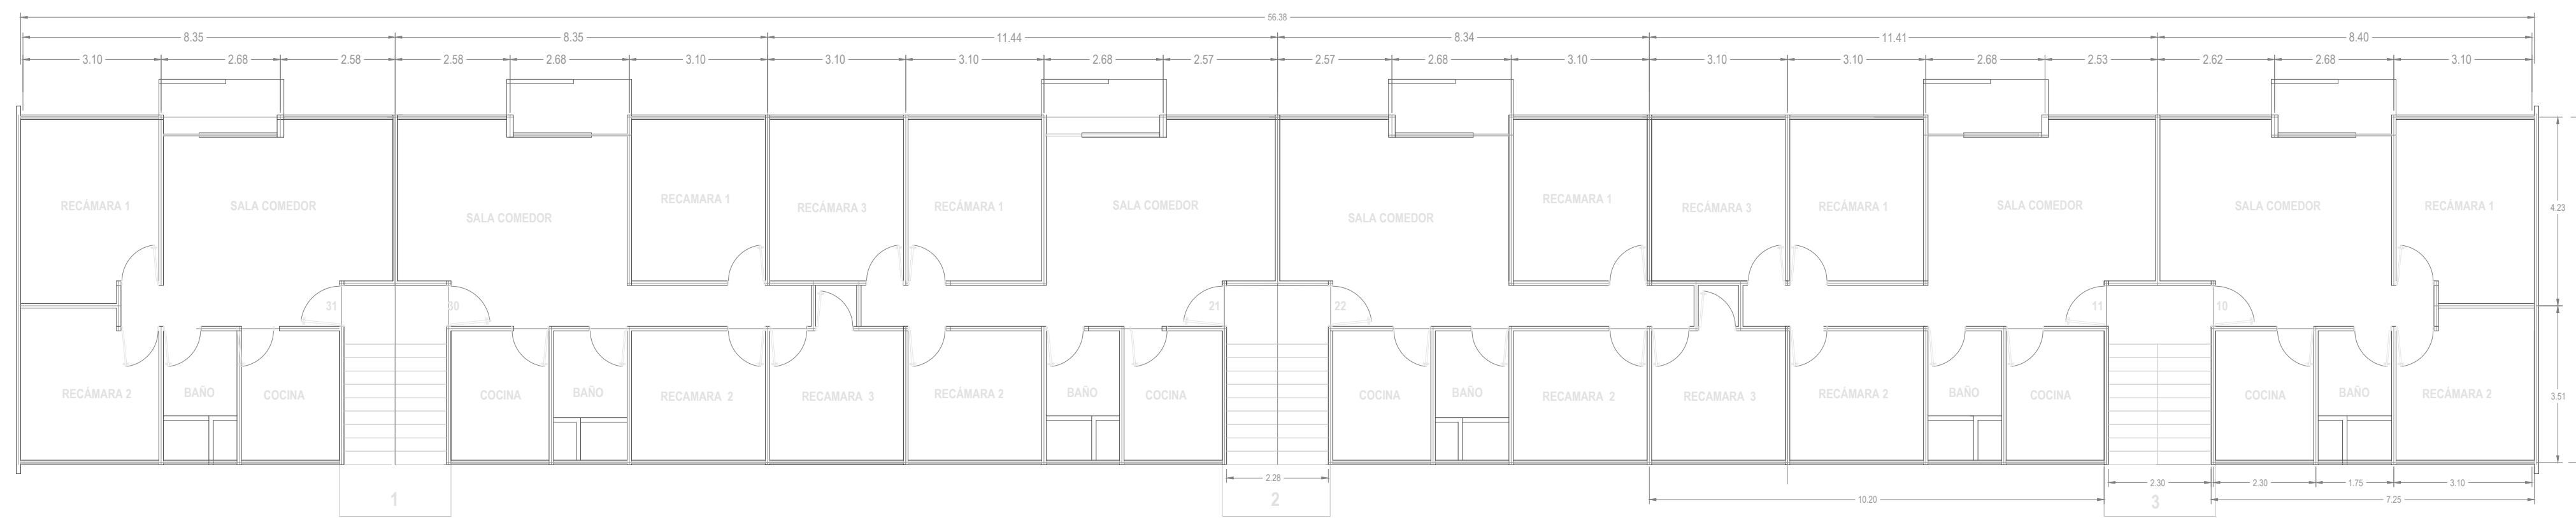 56.38
8.35 8.35 11.44 8.34 11.41 8.40
3.10 2.68 2.58 2.58 2.68 3.10 3.10 3.10 2.68 2.57 2.57 2.68 3.10 3.10 3.10 2.68 2.53 2.62 2.68 3.10
RECÁMARA 1 SALA COMEDOR SALA COMEDOR RECAMARA 1 RECÁMARA 3 RECÁMARA 1 SALA COMEDOR SALA COMEDOR RECAMARA 1 RECÁMARA 3 RECÁMARA 1 SALA COMEDOR SALA COMEDOR RECÁMARA 1 4.23
31 30 21 22 11 10
RECÁMARA 2 BAÑO COCINA COCINA BAÑO RECAMARA 2 RECAMARA 3 RECÁMARA 2 BAÑO COCINA COCINA BAÑO RECAMARA 2 RECAMARA 3 RECÁMARA 2 BAÑO COCINA COCINA BAÑO RECÁMARA 2 3.51
2.28 2.30 2.30 1.75 3.10
1 2 10.20 3 7.25